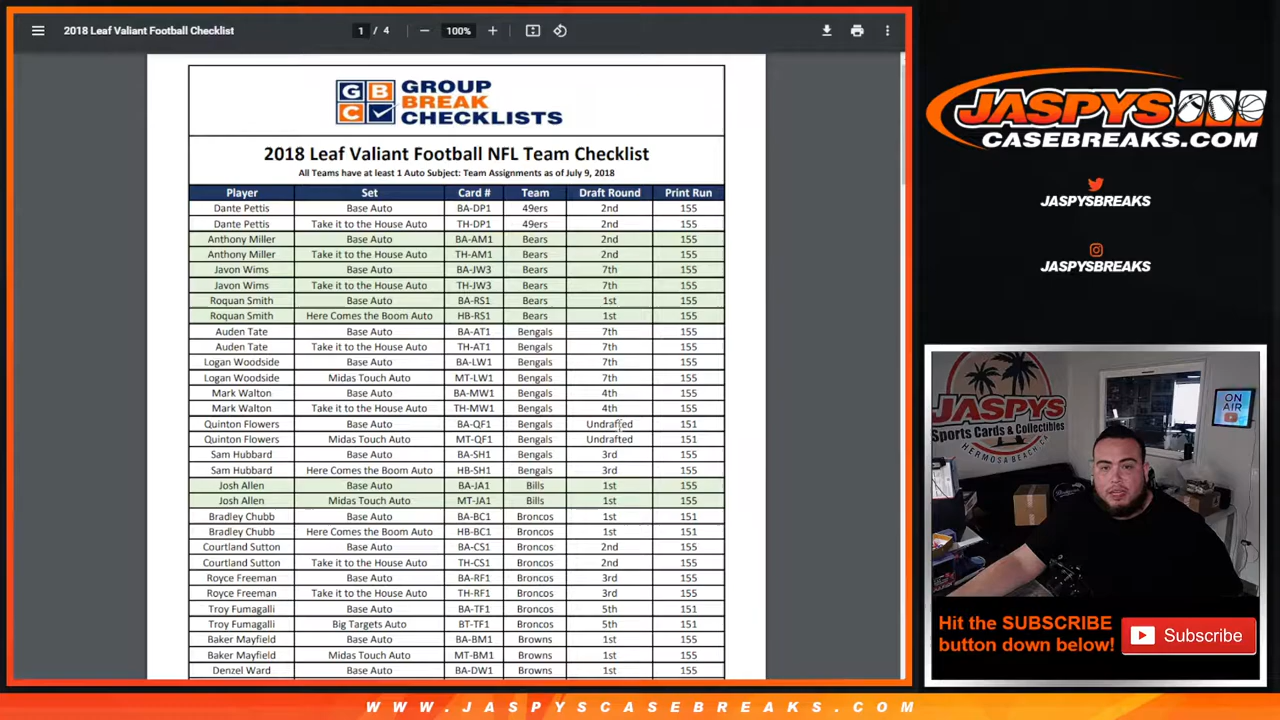 2018 Leaf Valiant Football Checklist
1 / 4
100%
GBC
GROUP
BREAK
CHECKLISTS
2018 Leaf Valiant Football NFL Team Checklist
All Teams have at least 1 Auto Subject: Team Assignments as of July 9, 2018
Player Set Card # Team Draft Round Print Run
Dante Pettis Base Auto BA-DP1 49ers 2nd 155
Dante Pettis Take it to the House Auto TH-DP1 49ers 2nd 155
Anthony Miller Base Auto BA-AM1 Bears 2nd 155
Anthony Miller Take it to the House Auto TH-AM1 Bears 2nd 155
Javon Wims Base Auto BA-JW3 Bears 7th 155
Javon Wims Take it to the House Auto TH-JW3 Bears 7th 155
Roquan Smith Base Auto BA-RS1 Bears 1st 155
Roquan Smith Here Comes the Boom Auto HB-RS1 Bears 1st 155
Auden Tate Base Auto BA-AT1 Bengals 7th 155
Auden Tate Take it to the House Auto TH-AT1 Bengals 7th 155
Logan Woodside Base Auto BA-LW1 Bengals 7th 155
Logan Woodside Midas Touch Auto MT-LW1 Bengals 7th 155
Mark Walton Base Auto BA-MW1 Bengals 4th 155
Mark Walton Take it to the House Auto TH-MW1 Bengals 4th 155
Quinton Flowers Base Auto BA-QF1 Bengals Undrafted 151
Quinton Flowers Midas Touch Auto MT-QF1 Bengals Undrafted 151
Sam Hubbard Base Auto BA-SH1 Bengals 3rd 155
Sam Hubbard Here Comes the Boom Auto HB-SH1 Bengals 3rd 155
Josh Allen Base Auto BA-JA1 Bills 1st 155
Josh Allen Midas Touch Auto MT-JA1 Bills 1st 155
Bradley Chubb Base Auto BA-BC1 Broncos 1st 151
Bradley Chubb Here Comes the Boom Auto HB-BC1 Broncos 1st 151
Courtland Sutton Base Auto BA-CS1 Broncos 2nd 155
Courtland Sutton Take it to the House Auto TH-CS1 Broncos 2nd 155
Royce Freeman Base Auto BA-RF1 Broncos 3rd 155
Royce Freeman Take it to the House Auto TH-RF1 Broncos 3rd 155
Troy Fumagalli Base Auto BA-TF1 Broncos 5th 151
Troy Fumagalli Big Targets Auto BT-TF1 Broncos 5th 151
Baker Mayfield Base Auto BA-BM1 Browns 1st 155
Baker Mayfield Midas Touch Auto MT-BM1 Browns 1st 155
Denzel Ward Base Auto BA-DW1 Browns 1st 155
JASPYS
CASEBREAKS.COM
JASPYSBREAKS
JASPYSBREAKS
JASPYS
Sports Cards & Collectibles
HERMOSA BEACH, CA
ON
AIR
Hit the SUBSCRIBE
button down below!
Subscribe
WWW.JASPYSCASEBREAKS.COM